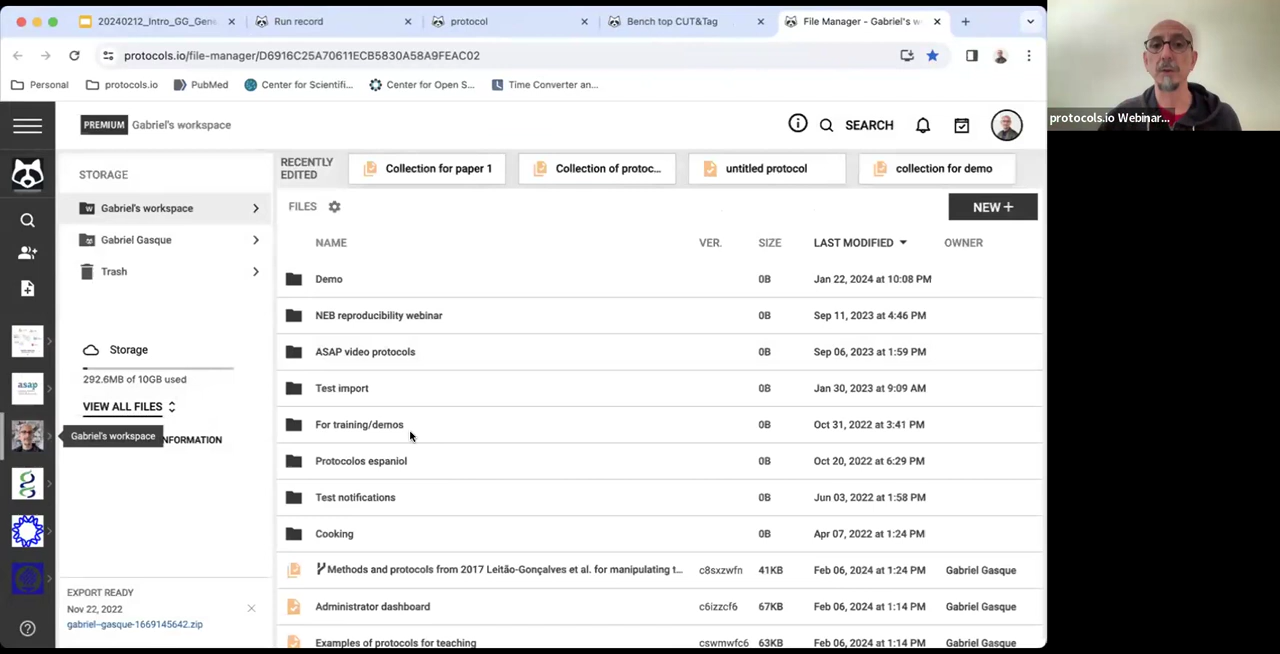 20240212_Intro_GG_Gene
Run record
protocol
Bench top CUT&Tag
File Manager - Gabriel's w
protocols.io/file-manager/D6916C25A70611ECB5830A58A9FEAC02
Personal
protocols.io
PubMed
Center for Scientifi...
Center for Open S...
Time Converter an...
protocols.io Webinar...
PREMIUM Gabriel's workspace
SEARCH
STORAGE
Gabriel's workspace
Gabriel Gasque
Trash
Storage
292.6MB of 10GB used
VIEW ALL FILES
Gabriel's workspace
NFORMATION
asap
EXPORT READY
Nov 22, 2022
gabriel-gasque-1669145642.zip
RECENTLY EDITED
Collection for paper 1
Collection of protoc...
untitled protocol
collection for demo
FILES
NEW+
NAME VER. SIZE LAST MODIFIED OWNER
Demo 0B Jan 22, 2024 at 10:08 PM
NEB reproducibility webinar 0B Sep 11, 2023 at 4:46 PM
ASAP video protocols 0B Sep 06, 2023 at 1:59 PM
Test import 0B Jan 30, 2023 at 9:09 AM
For training/demos 0B Oct 31, 2022 at 3:41 PM
Protocolos espaniol 0B Oct 20, 2022 at 6:29 PM
Test notifications 0B Jun 03, 2022 at 1:58 PM
Cooking 0B Apr 07, 2022 at 1:24 PM
Methods and protocols from 2017 Leitão-Gonçalves et al. for manipulating t... c8sxzwfn 41KB Feb 06, 2024 at 1:24 PM Gabriel Gasque
Administrator dashboard c6izzcf6 67KB Feb 06, 2024 at 1:14 PM Gabriel Gasque
Examples of protocols for teaching cswmwfc6 63KB Feb 06, 2024 at 1:14 PM Gabriel Gasque